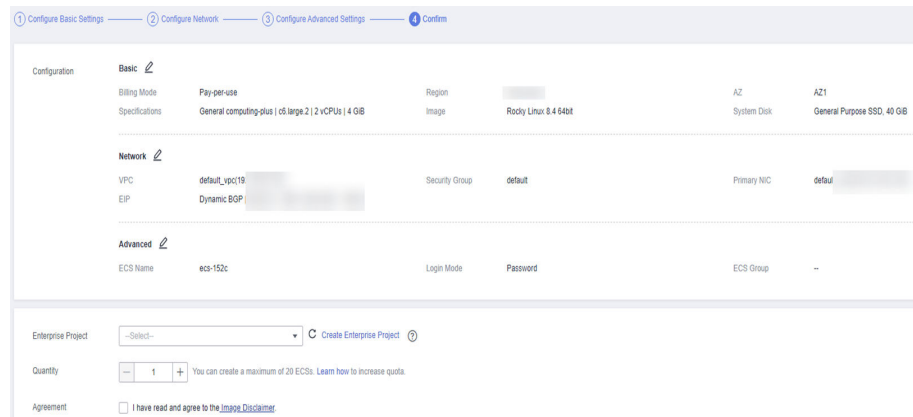 1 Configure Basic Settings 2 Configure Network 3 Configure Advanced Settings 4 Confirm
Configuration Basic
Billing Mode Pay-per-use Region AZ AZ1
Specifications General computing-plus | c6.large.2 | 2 vCPUs | 4 GiB Image Rocky Linux 8.4 64bit System Disk General Purpose SSD, 40 GiB
Network
VPC default_vpc(19 Security Group default Primary NIC defaul
EIP Dynamic BGP
Advanced
ECS Name ecs-152c Login Mode Password ECS Group --
Enterprise Project --Select-- Create Enterprise Project ?
Quantity − 1 + You can create a maximum of 20 ECSs. Learn how to increase quota.
Agreement I have read and agree to the Image Disclaimer.